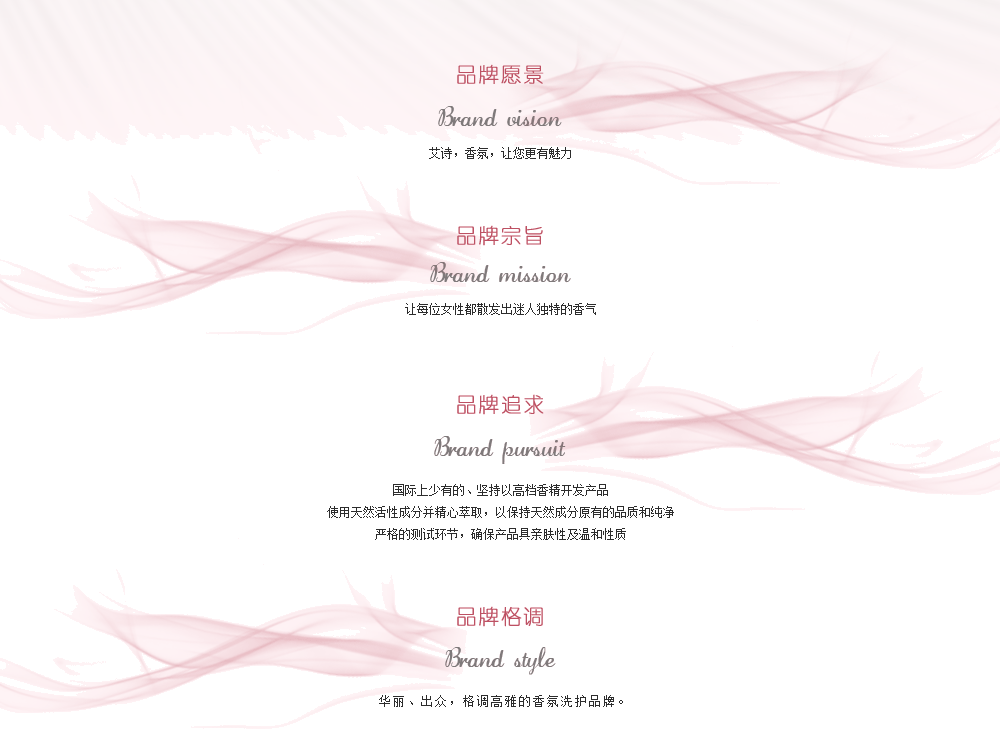 品牌愿景
Brand vision
艾诗，香氛，让您更有魅力
品牌宗旨
Brand mission
让每位女性都散发出迷人独特的香气
品牌追求
Brand pursuit
国际上少有的、坚持以高档香精开发产品
使用天然活性成分并精心萃取，以保持天然成分原有的品质和纯净
严格的测试环节，确保产品具亲肤性及温和性质
品牌格调
Brand style
华丽、出众，格调高雅的香氛洗护品牌。